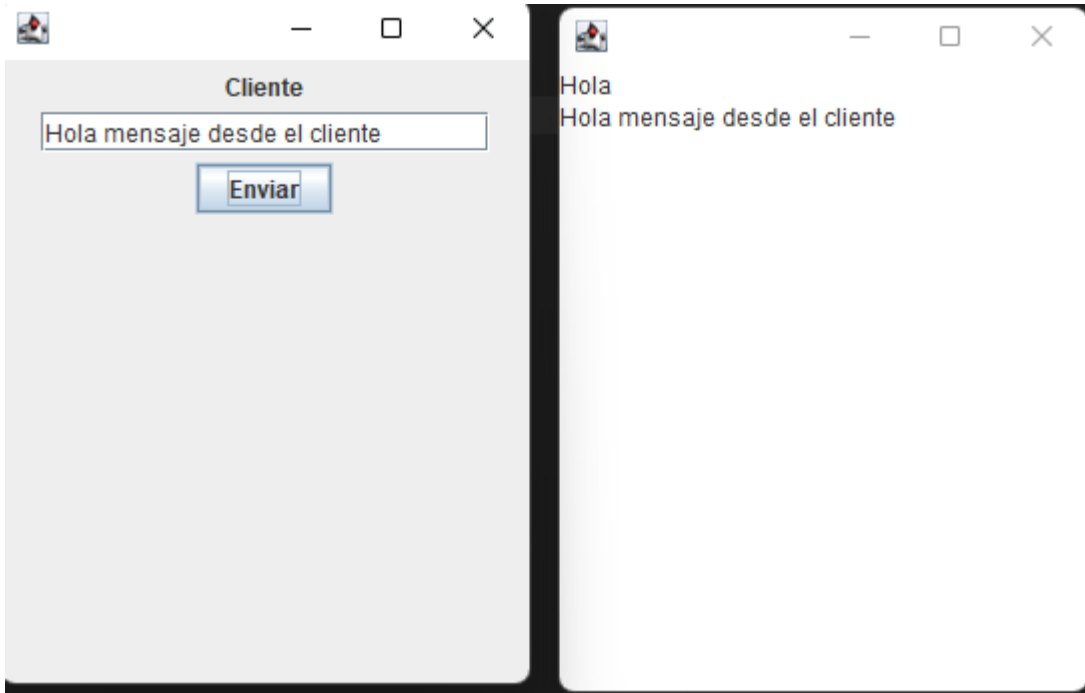 Cliente
Hola mensaje desde el cliente
Enviar
Hola
Hola mensaje desde el cliente